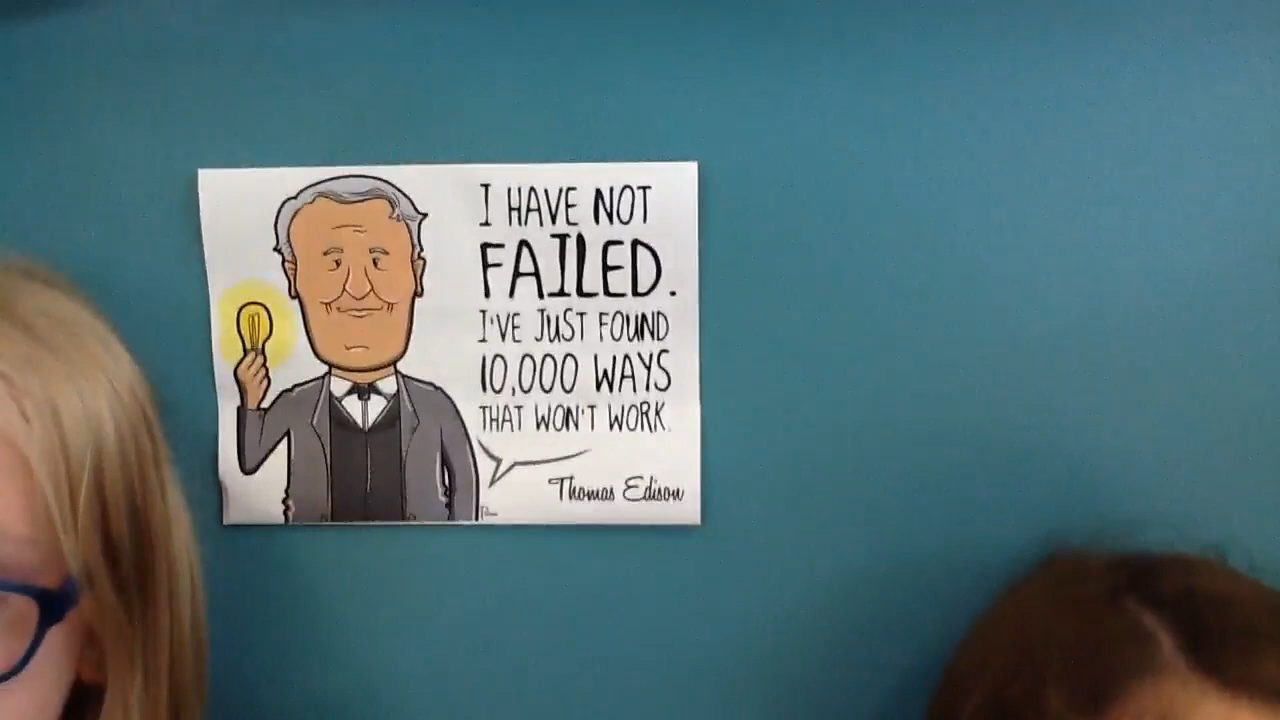 I HAVE NOT
FAILED.
I'VE JUST FOUND
10,000 WAYS
THAT WON'T WORK.
Thomas Edison